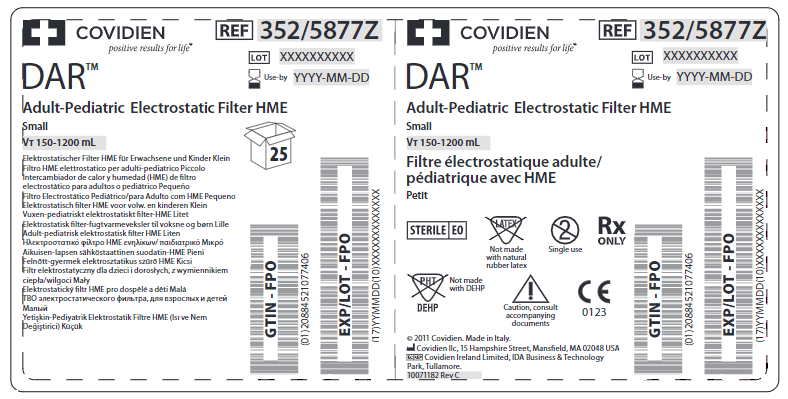 COVIDIEN
positive results for life™
REF 352/5877Z
LOT XXXXXXXXXX
Use-by YYYY-MM-DD
DAR™
Adult-Pediatric Electrostatic Filter HME
Small
VT 150-1200 mL
25
Elektrostatischer Filter HME für Erwachsene und Kinder Klein
Filtro HME elettrostatico per adulti-pediatrico Piccolo
Intercambiador de calor y humedad (HME) de filtro
electrostático para adultos o pediátrico Pequeño
Filtro Electrostático Pediátrico/para Adulto com HME Pequeno
Elektrostatisch filter HME voor volw. en kinderen Klein
Vuxen-pediatriskt elektrostatiskt filter-HME Litet
Elektrostatisk filter-fugtvarmeveksler til voksne og børn Lille
Adult-pediatrisk elektrostatisk filter HME Liten
Ηλεκτροστατικό φίλτρο HME ενηλίκων/ παιδιατρικό Μικρό
Aikuisen-lapsen sähköstaattinen suodatin-HME Pieni
Felnőtt-gyermek elektrosztatikus szűrő HME Kicsi
Filtr elektrostatyczny dla dzieci i dorosłych, z wymiennikiem
ciepła/wilgoci Mały
Elektrostatický filtr HME pro dospělé a děti Malá
ТВО электростатического фильтра, для взрослых и детей
Малый
Yetişkin-Pediyatrik Elektrostatik Filtre HME (Isı ve Nem
Değiştirici) Küçük
GTIN - FPO
(01)20884521077406
EXP/LOT - FPO
(17)YYMMDD(10)XXXXXXXXXXXXXXX
COVIDIEN
positive results for life™
REF 352/5877Z
LOT XXXXXXXXXX
Use-by YYYY-MM-DD
DAR™
Adult-Pediatric Electrostatic Filter HME
Small
VT 150-1200 mL
Filtre électrostatique adulte/
pédiatrique avec HME
Petit
STERILE EO
LATEX
Not made
with natural
rubber latex
2
Single use
Rx
ONLY
PHT
DEHP
Not made
with DEHP
Caution, consult
accompanying
documents
CE
0123
© 2011 Covidien. Made in Italy.
Covidien llc, 15 Hampshire Street, Mansfield, MA 02048 USA
EC REP Covidien Ireland Limited, IDA Business & Technology
Park, Tullamore.
10071182 Rev C
GTIN - FPO
(01)20884521077406
EXP/LOT - FPO
(17)YYMMDD(10)XXXXXXXXXXXXXXX